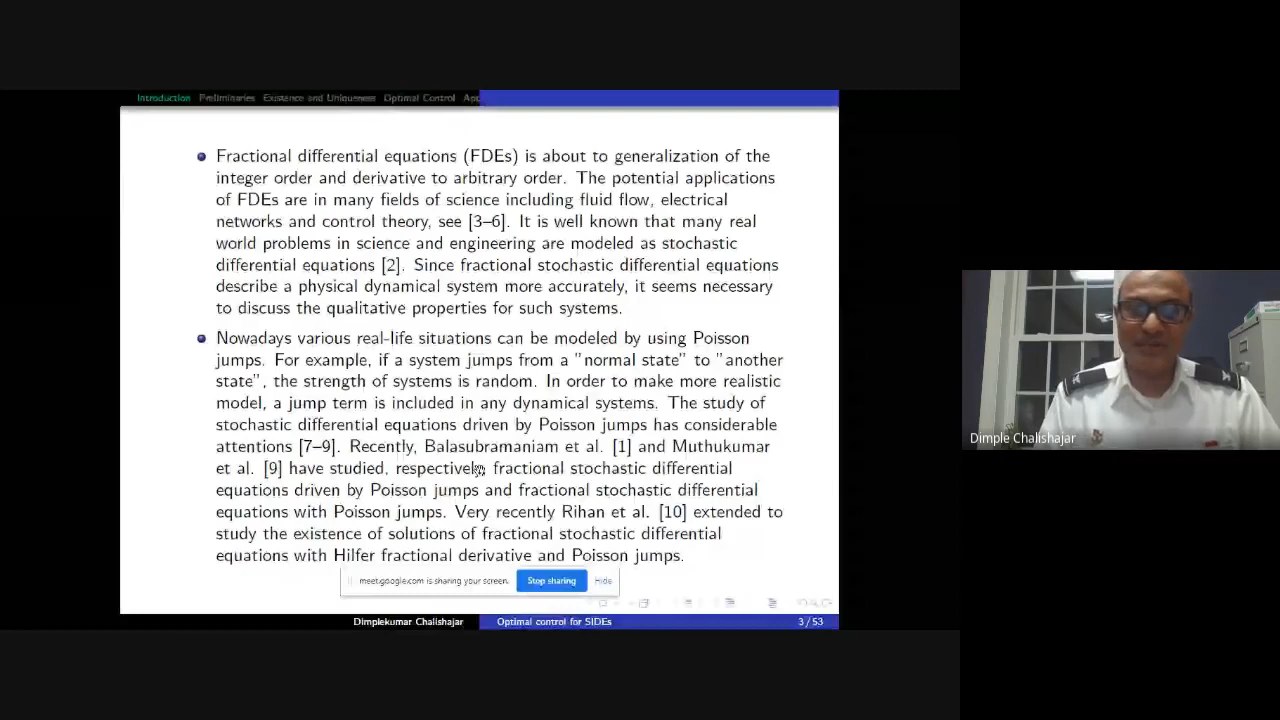 Introduction Preliminaries Existence and Uniqueness Optimal Control
Fractional differential equations (FDEs) is about to generalization of the
integer order and derivative to arbitrary order. The potential applications
of FDEs are in many fields of science including fluid flow, electrical
networks and control theory, see [3–6]. It is well known that many real
world problems in science and engineering are modeled as stochastic
differential equations [2]. Since fractional stochastic differential equations
describe a physical dynamical system more accurately, it seems necessary
to discuss the qualitative properties for such systems.
Nowadays various real-life situations can be modeled by using Poisson
jumps. For example, if a system jumps from a "normal state" to "another
state", the strength of systems is random. In order to make more realistic
model, a jump term is included in any dynamical systems. The study of
stochastic differential equations driven by Poisson jumps has considerable
attentions [7–9]. Recently, Balasubramaniam et al. [1] and Muthukumar
et al. [9] have studied, respectively, fractional stochastic differential
equations driven by Poisson jumps and fractional stochastic differential
equations with Poisson jumps. Very recently Rihan et al. [10] extended to
study the existence of solutions of fractional stochastic differential
equations with Hilfer fractional derivative and Poisson jumps.
meet.google.com is sharing your screen. Stop sharing Hide
Dimplekumar Chalishajar Optimal control for SIDEs 3 / 53
Dimple Chalishajar